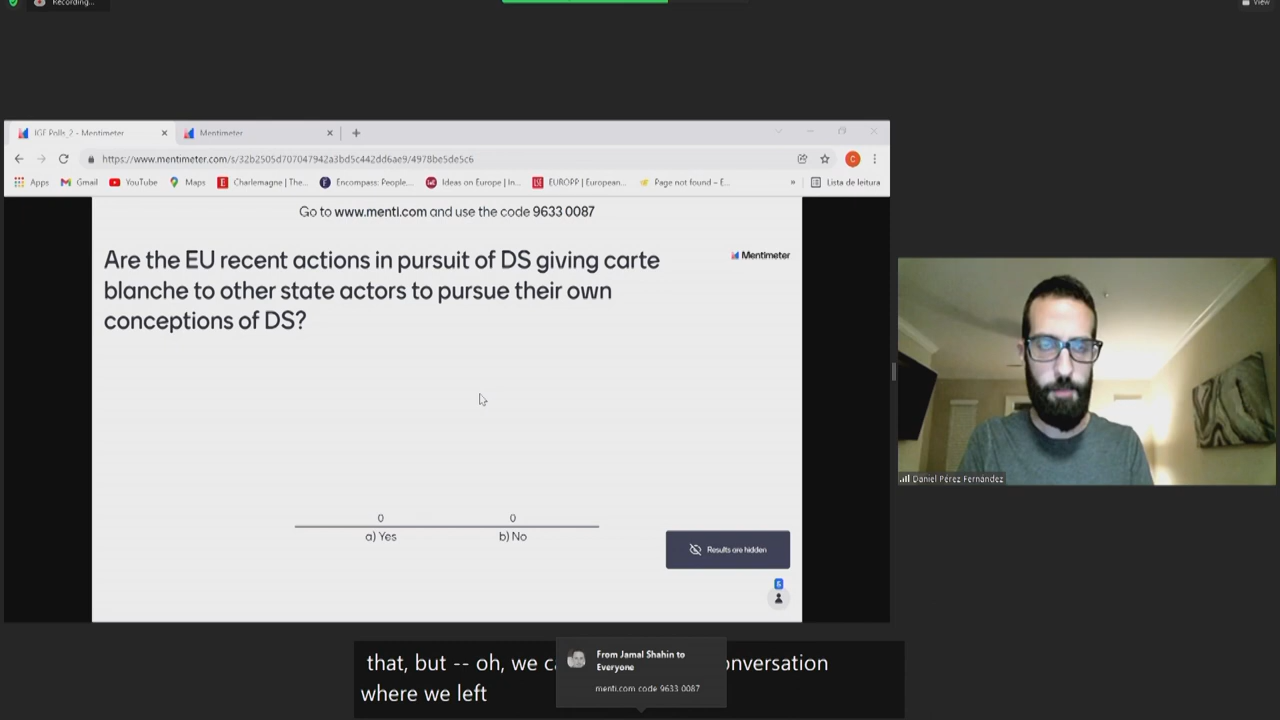 Recording...
View
IGF Polls_2 - Mentimeter
Mentimeter
https://www.mentimeter.com/s/32b2505d707047942a3bd5c442dd6ae9/4978be5de5c6
C
Apps
Gmail
YouTube
Maps
Charlemagne | The...
Encompass: People,...
Ideas on Europe | In...
EUROPP | European...
Page not found – E...
»
Lista de leitura
Go to www.menti.com and use the code 9633 0087
Are the EU recent actions in pursuit of DS giving carte
blanche to other state actors to pursue their own
conceptions of DS?
Mentimeter
0
0
a) Yes
b) No
Results are hidden
Daniel Pérez Fernández
that, but -- oh, we ca
onversation
where we left
From Jamal Shahin to
Everyone
menti.com code 9633 0087